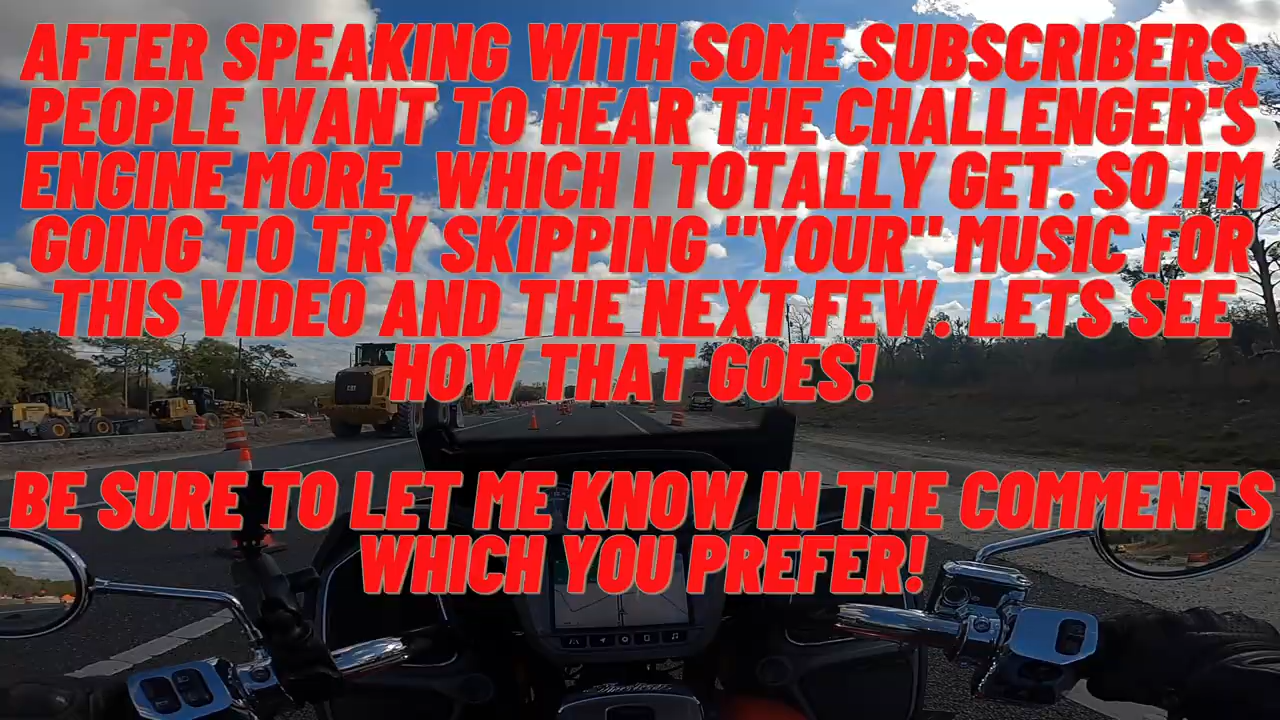 AFTER SPEAKING WITH SOME SUBSCRIBERS,
PEOPLE WANT TO HEAR THE CHALLENGER'S
ENGINE MORE, WHICH I TOTALLY GET. SO I'M
GOING TO TRY SKIPPING "YOUR" MUSIC FOR
THIS VIDEO AND THE NEXT FEW. LETS SEE
HOW THAT GOES!
BE SURE TO LET ME KNOW IN THE COMMENTS
WHICH YOU PREFER!
CAT